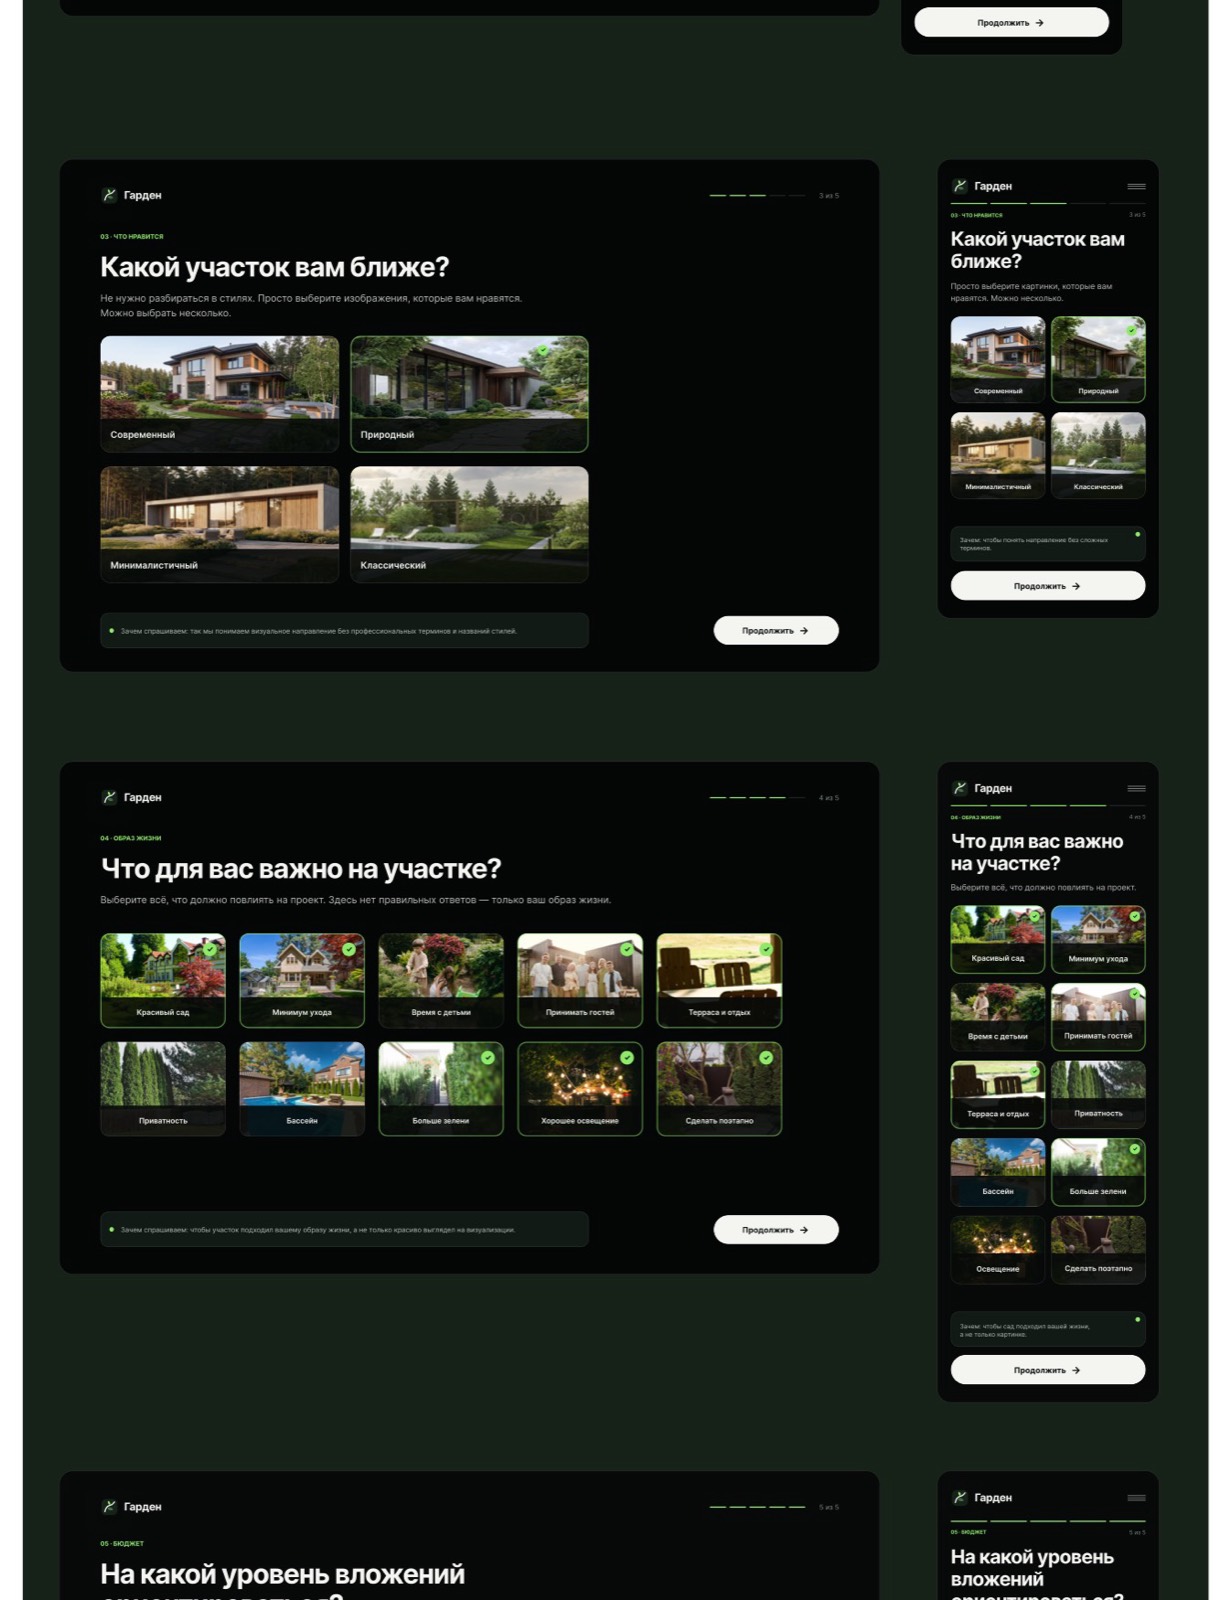 Продолжить →
Гарден
3 из 5
03 · ЧТО НРАВИТСЯ
Какой участок вам ближе?
Не нужно разбираться в стилях. Просто выберите изображения, которые вам нравятся.
Можно выбрать несколько.
Современный
Природный
Минималистичный
Классический
Зачем спрашиваем: так мы понимаем визуальное направление без профессиональных терминов и названий стилей.
Продолжить →
Гарден
03 · ЧТО НРАВИТСЯ
3 из 5
Какой участок вам
ближе?
Просто выберите картинки, которые вам
нравятся. Можно несколько.
Современный
Природный
Минималистичный
Классический
Зачем: чтобы понять направление без сложных
терминов.
Продолжить →
Гарден
4 из 5
04 · ОБРАЗ ЖИЗНИ
Что для вас важно на участке?
Выберите всё, что должно повлиять на проект. Здесь нет правильных ответов — только ваш образ жизни.
Красивый сад
Минимум ухода
Время с детьми
Принимать гостей
Терраса и отдых
Приватность
Бассейн
Больше зелени
Хорошее освещение
Сделать поэтапно
Зачем спрашиваем: чтобы участок подходил вашему образу жизни, а не только красиво выглядел на визуализации.
Продолжить →
Гарден
04 · ОБРАЗ ЖИЗНИ
4 из 5
Что для вас важно
на участке?
Выберите всё, что должно повлиять на проект.
Красивый сад
Минимум ухода
Время с детьми
Принимать гостей
Терраса и отдых
Приватность
Бассейн
Больше зелени
Освещение
Сделать поэтапно
Зачем: чтобы сад подходил вашей жизни,
а не только картинке.
Продолжить →
Гарден
5 из 5
05 · БЮДЖЕТ
На какой уровень вложений
ориентироваться?
Гарден
05 · БЮДЖЕТ
5 из 5
На какой уровень
вложений
ориентироваться?